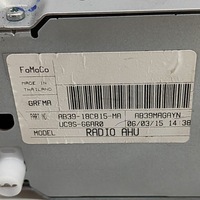 FoMoCo
MADE IN
THAILAND
GRFMA
PART NO AB39-18C815-MA AB39MAGAYN
UC9S-66AR0 06/03/15 14 38
MODEL RADIO AHU